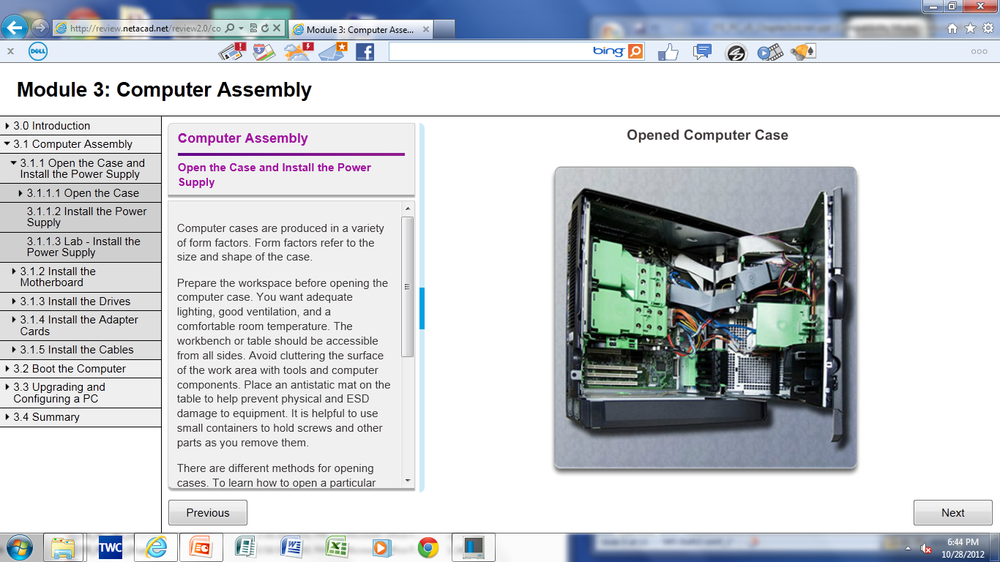 http://review.netacad.net/review2.0/co
Module 3: Computer Asse...
DELL
bing
Module 3: Computer Assembly
3.0 Introduction
3.1 Computer Assembly
3.1.1 Open the Case and
Install the Power Supply
3.1.1.1 Open the Case
3.1.1.2 Install the Power
Supply
3.1.1.3 Lab - Install the
Power Supply
3.1.2 Install the
Motherboard
3.1.3 Install the Drives
3.1.4 Install the Adapter
Cards
3.1.5 Install the Cables
3.2 Boot the Computer
3.3 Upgrading and
Configuring a PC
3.4 Summary
Computer Assembly
Open the Case and Install the Power
Supply
Computer cases are produced in a variety
of form factors. Form factors refer to the
size and shape of the case.
Prepare the workspace before opening the
computer case. You want adequate
lighting, good ventilation, and a
comfortable room temperature. The
workbench or table should be accessible
from all sides. Avoid cluttering the surface
of the work area with tools and computer
components. Place an antistatic mat on the
table to help prevent physical and ESD
damage to equipment. It is helpful to use
small containers to hold screws and other
parts as you remove them.
There are different methods for opening
cases. To learn how to open a particular
Opened Computer Case
Previous
Next
TWC
6:44 PM
10/28/2012